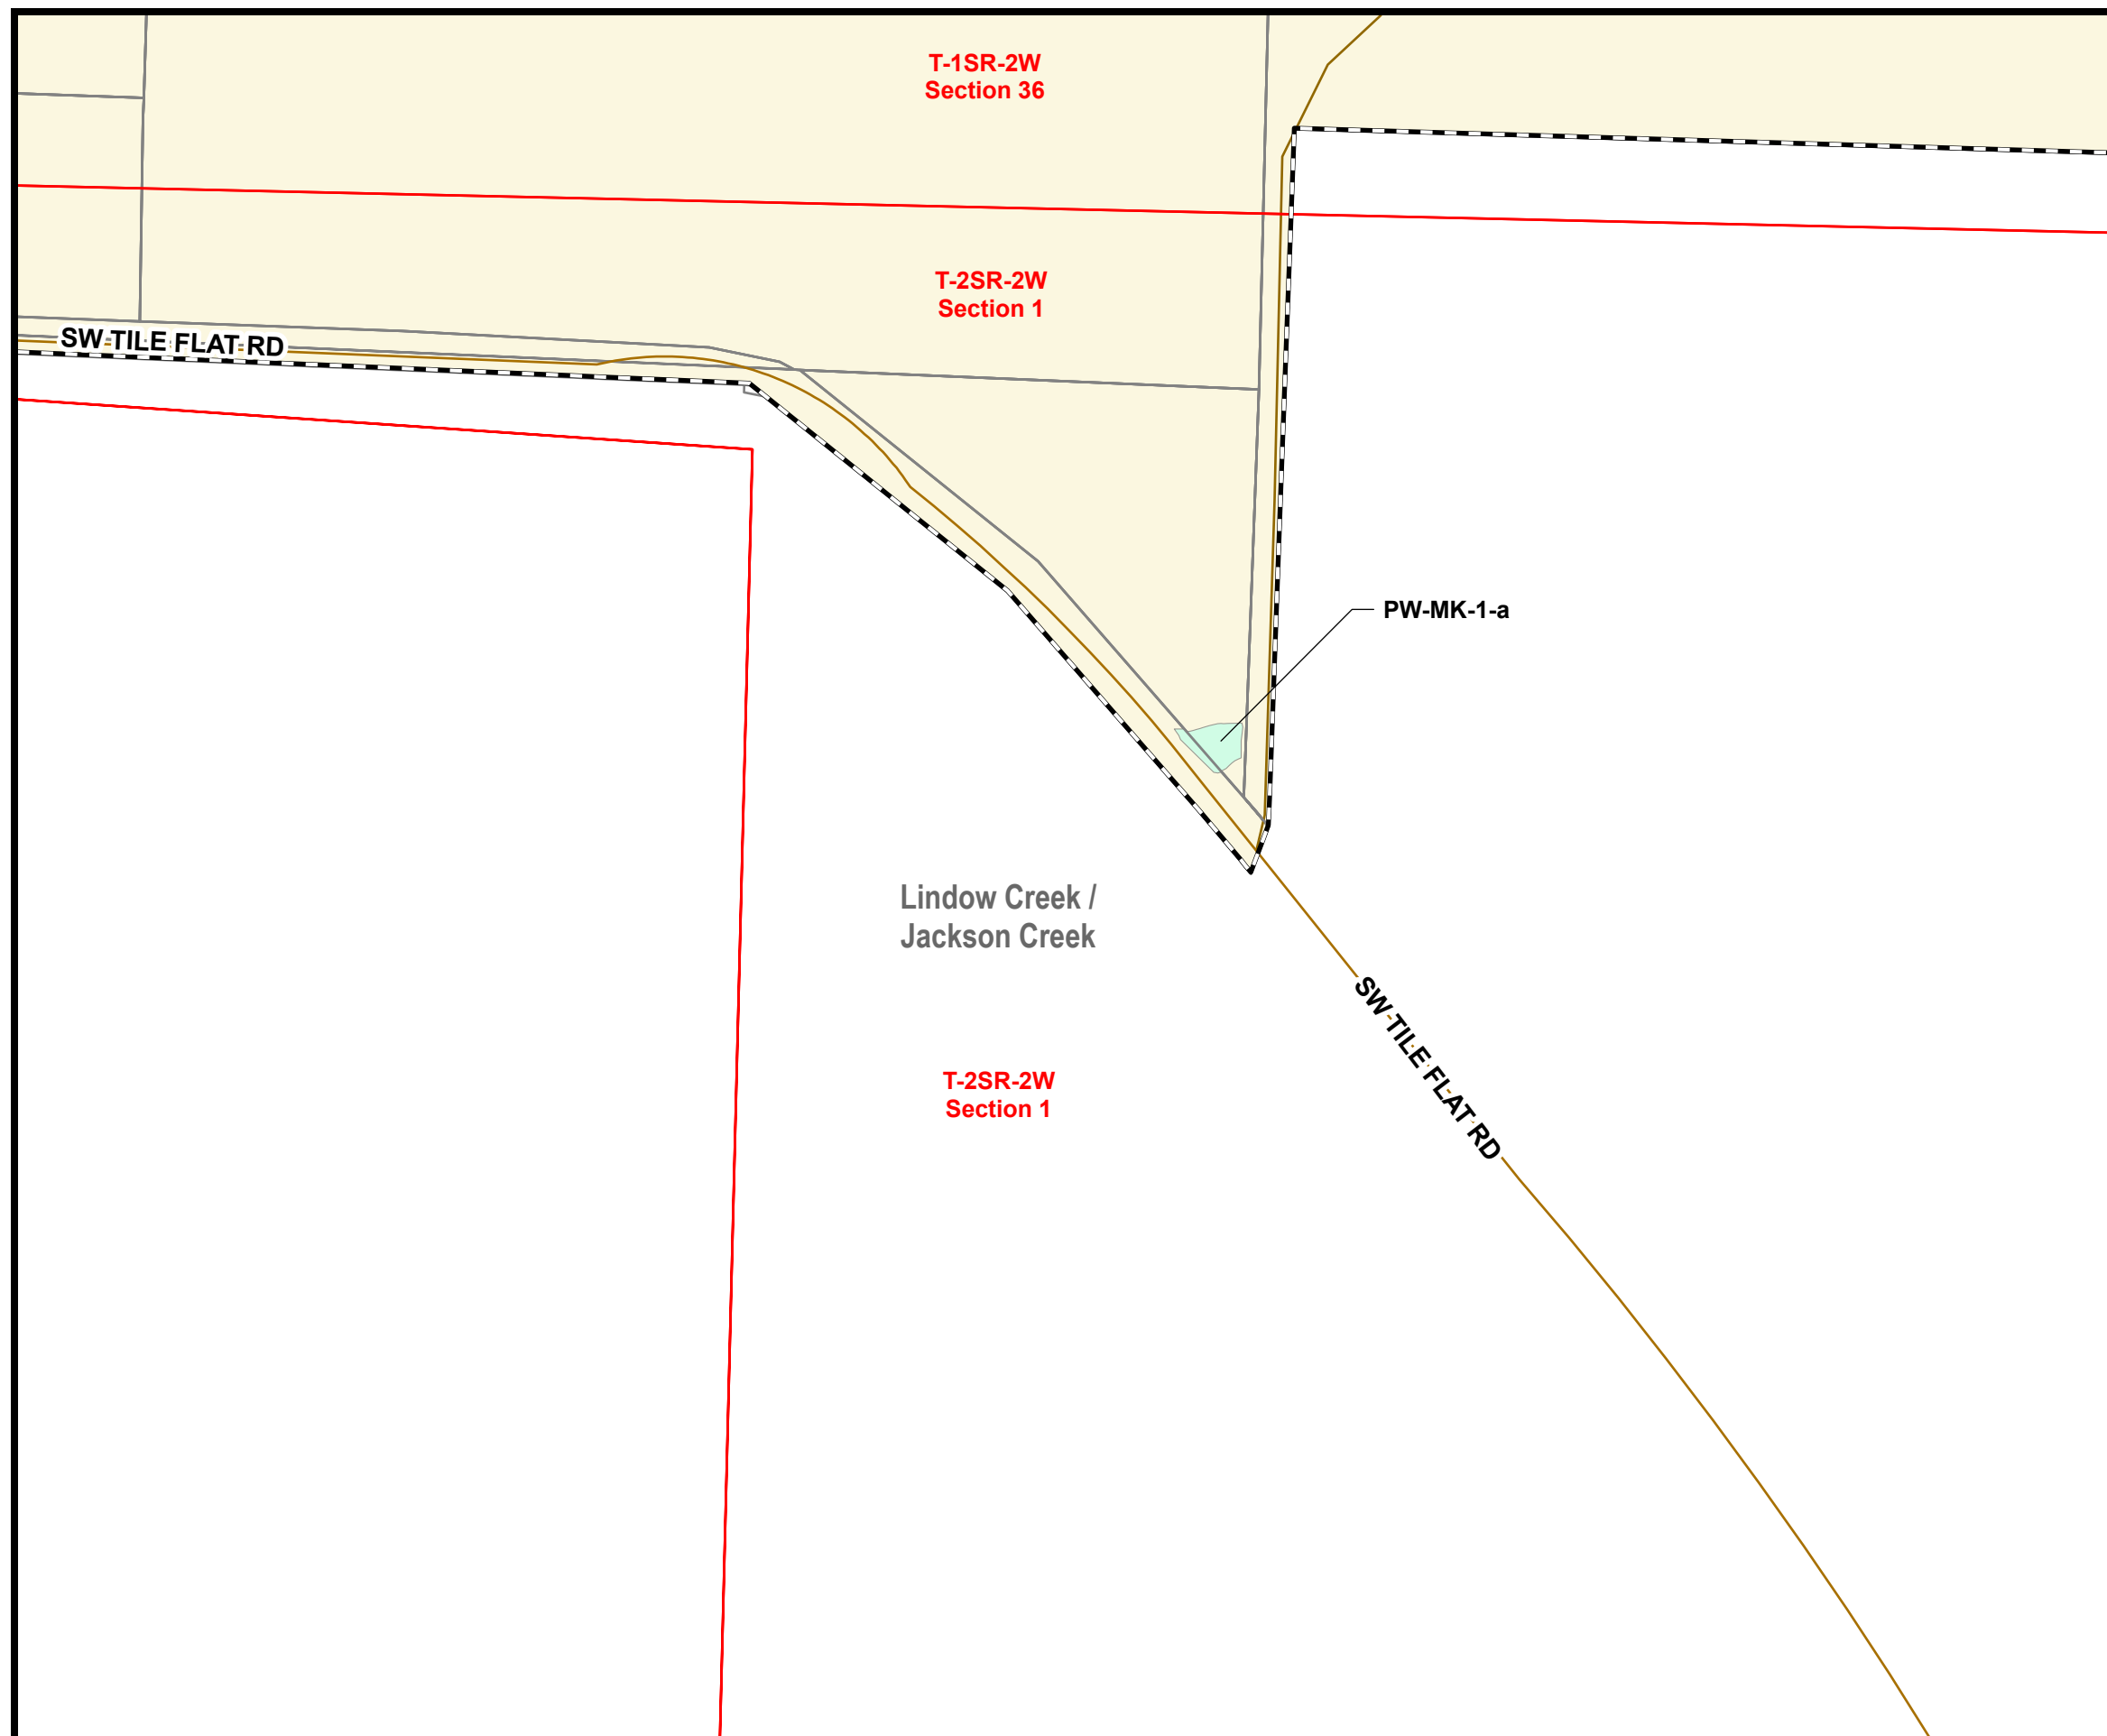 T-1SR-2W
Section 36
T-2SR-2W
Section 1
SW TILE FLAT RD
PW-MK-1-a
Lindow Creek /
Jackson Creek
SW TILE FLAT RD
T-2SR-2W
Section 1